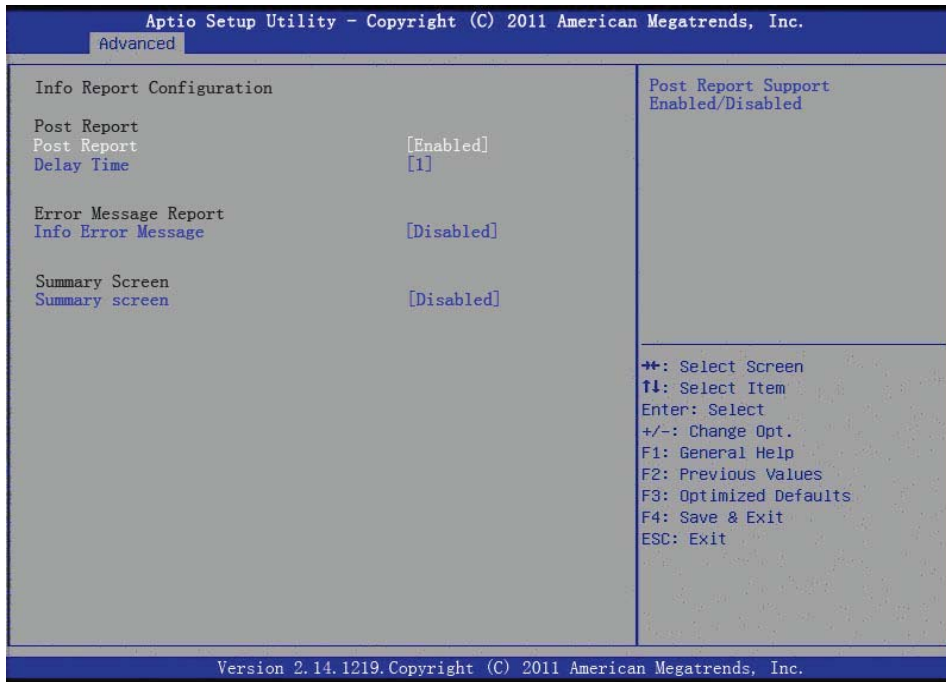 Aptio Setup Utility - Copyright (C) 2011 American Megatrends, Inc.
Advanced
Info Report Configuration
Post Report
Post Report [Enabled]
Delay Time [1]
Error Message Report
Info Error Message [Disabled]
Summary Screen
Summary screen [Disabled]
Post Report Support
Enabled/Disabled
→←: Select Screen
↑↓: Select Item
Enter: Select
+/-: Change Opt.
F1: General Help
F2: Previous Values
F3: Optimized Defaults
F4: Save & Exit
ESC: Exit
Version 2.14.1219.Copyright (C) 2011 American Megatrends, Inc.